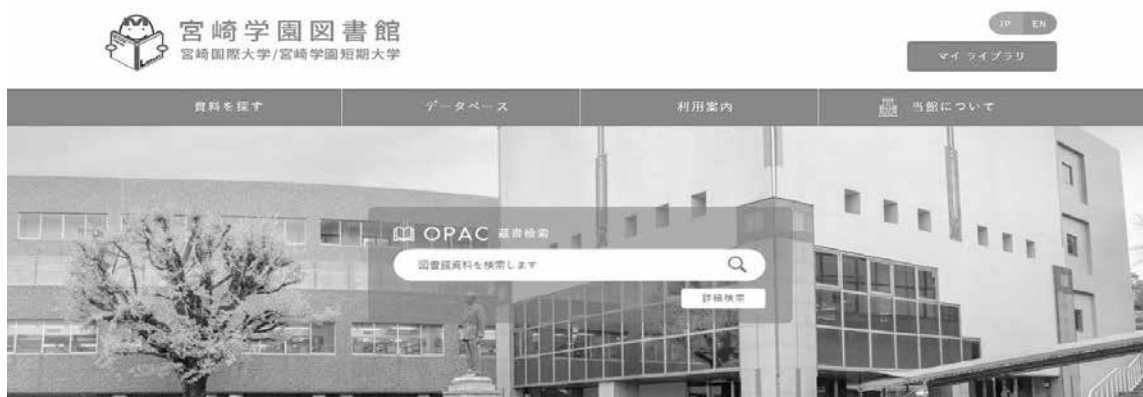 宮崎学園図書館
宮崎国際大学/宮崎学園短期大学
JP EN
マイ ライブラリ
資料を探す
データベース
利用案内
当館について
OPAC 蔵書検索
図書館資料を検索します
詳細検索